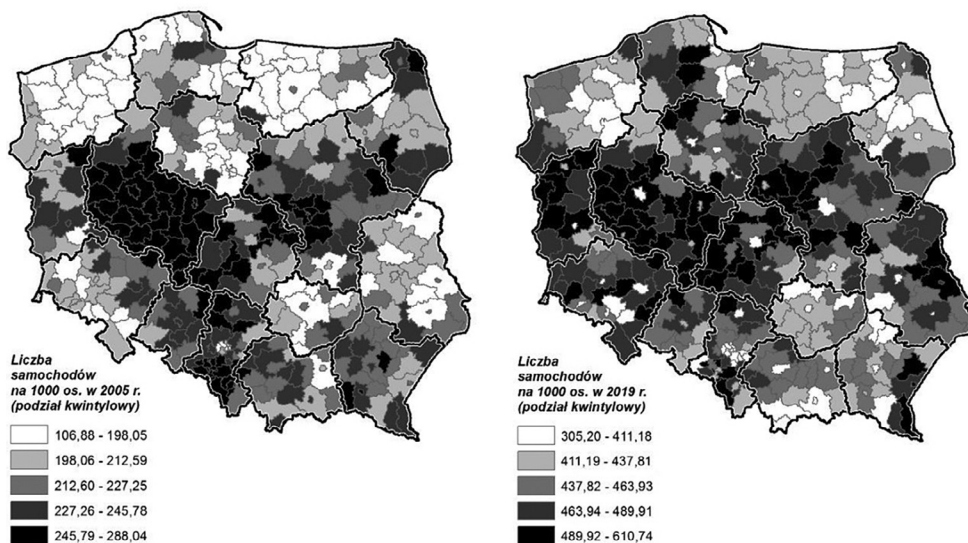 Liczba
samochodów
na 1000 os. w 2005 r.
(podział kwintylowy)
106,88 - 198,05
198,06 - 212,59
212,60 - 227,25
227,26 - 245,78
245,79 - 288,04
Liczba
samochodów
na 1000 os. w 2019 r.
(podział kwintylowy)
305,20 - 411,18
411,19 - 437,81
437,82 - 463,93
463,94 - 489,91
489,92 - 610,74